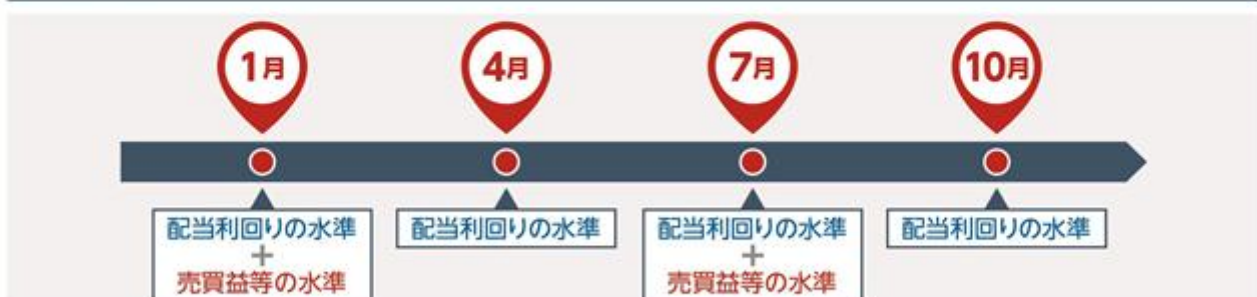 1月
4月
7月
10月
配当利回りの水準
+
売買益等の水準
配当利回りの水準
配当利回りの水準
+
売買益等の水準
配当利回りの水準